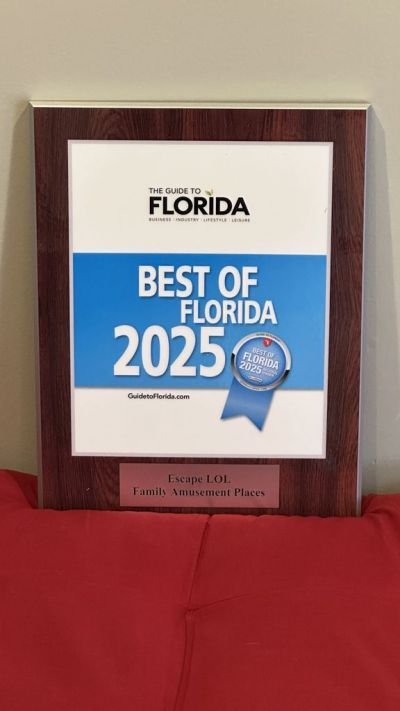 THE GUIDE TO
FLORIDA
BUSINESS · INDUSTRY · LIFESTYLE · LEISURE
BEST OF
FLORIDA
2025
BEST OF
FLORIDA
2025
GuidetoFlorida.com
Escape LOL
Family Amusement Places